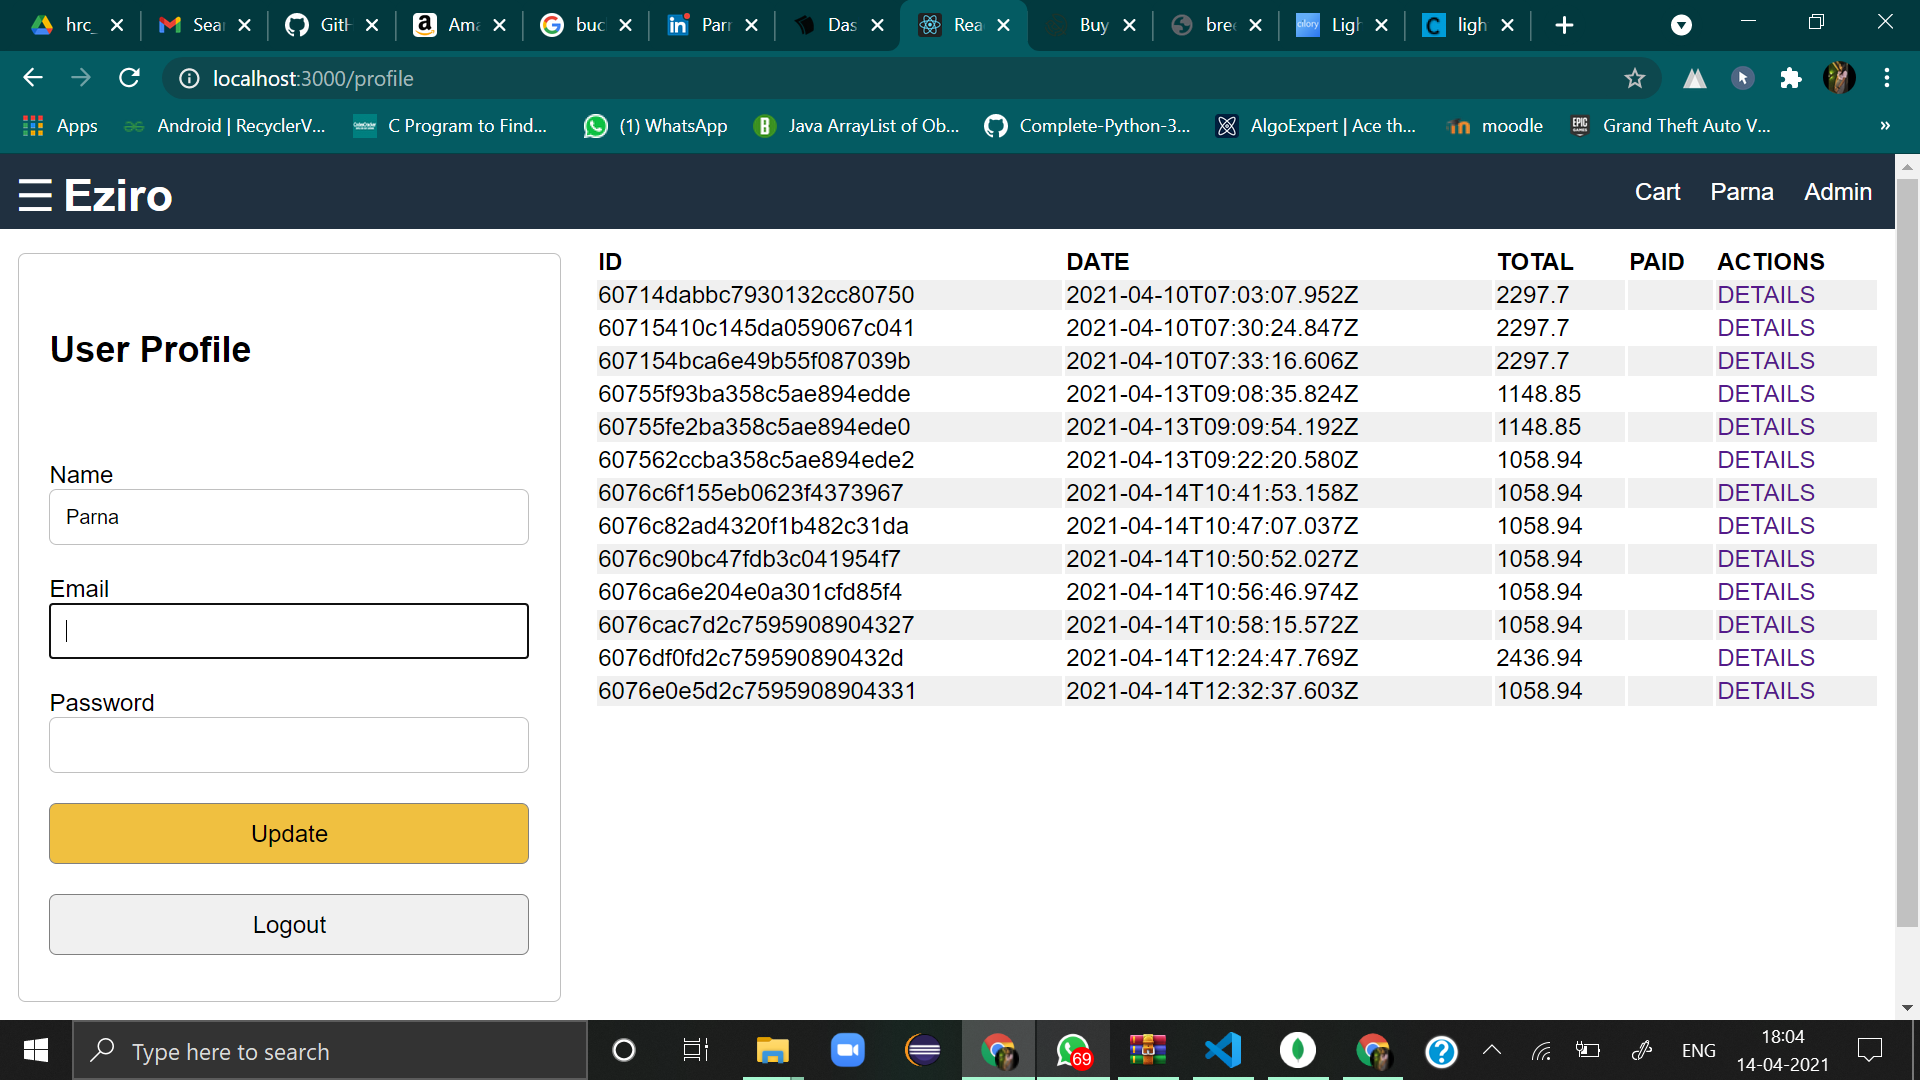 hrc_
Sear
GitH
Ama
buc
Parn
Das
Rea
Buy
bre
Ligh
ligh
localhost:3000/profile
Apps
Android | RecyclerV...
C Program to Find...
(1) WhatsApp
Java ArrayList of Ob...
Complete-Python-3...
AlgoExpert | Ace th...
moodle
Grand Theft Auto V...
»
☰ Eziro
Cart Parna Admin
User Profile
Name
Parna
Email
Password
Update
Logout
ID DATE TOTAL PAID ACTIONS
60714dabbc7930132cc80750 2021-04-10T07:03:07.952Z 2297.7 DETAILS
60715410c145da059067c041 2021-04-10T07:30:24.847Z 2297.7 DETAILS
607154bca6e49b55f087039b 2021-04-10T07:33:16.606Z 2297.7 DETAILS
60755f93ba358c5ae894edde 2021-04-13T09:08:35.824Z 1148.85 DETAILS
60755fe2ba358c5ae894ede0 2021-04-13T09:09:54.192Z 1148.85 DETAILS
607562ccba358c5ae894ede2 2021-04-13T09:22:20.580Z 1058.94 DETAILS
6076c6f155eb0623f4373967 2021-04-14T10:41:53.158Z 1058.94 DETAILS
6076c82ad4320f1b482c31da 2021-04-14T10:47:07.037Z 1058.94 DETAILS
6076c90bc47fdb3c041954f7 2021-04-14T10:50:52.027Z 1058.94 DETAILS
6076ca6e204e0a301cfd85f4 2021-04-14T10:56:46.974Z 1058.94 DETAILS
6076cac7d2c7595908904327 2021-04-14T10:58:15.572Z 1058.94 DETAILS
6076df0fd2c759590890432d 2021-04-14T12:24:47.769Z 2436.94 DETAILS
6076e0e5d2c7595908904331 2021-04-14T12:32:37.603Z 1058.94 DETAILS
Type here to search
69
ENG
18:04
14-04-2021